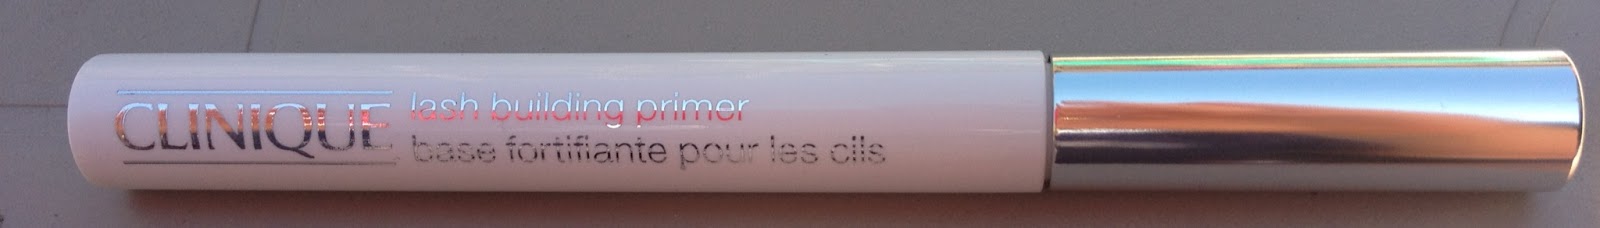 CLINIQUE
lash building primer
base fortifiante pour les cils